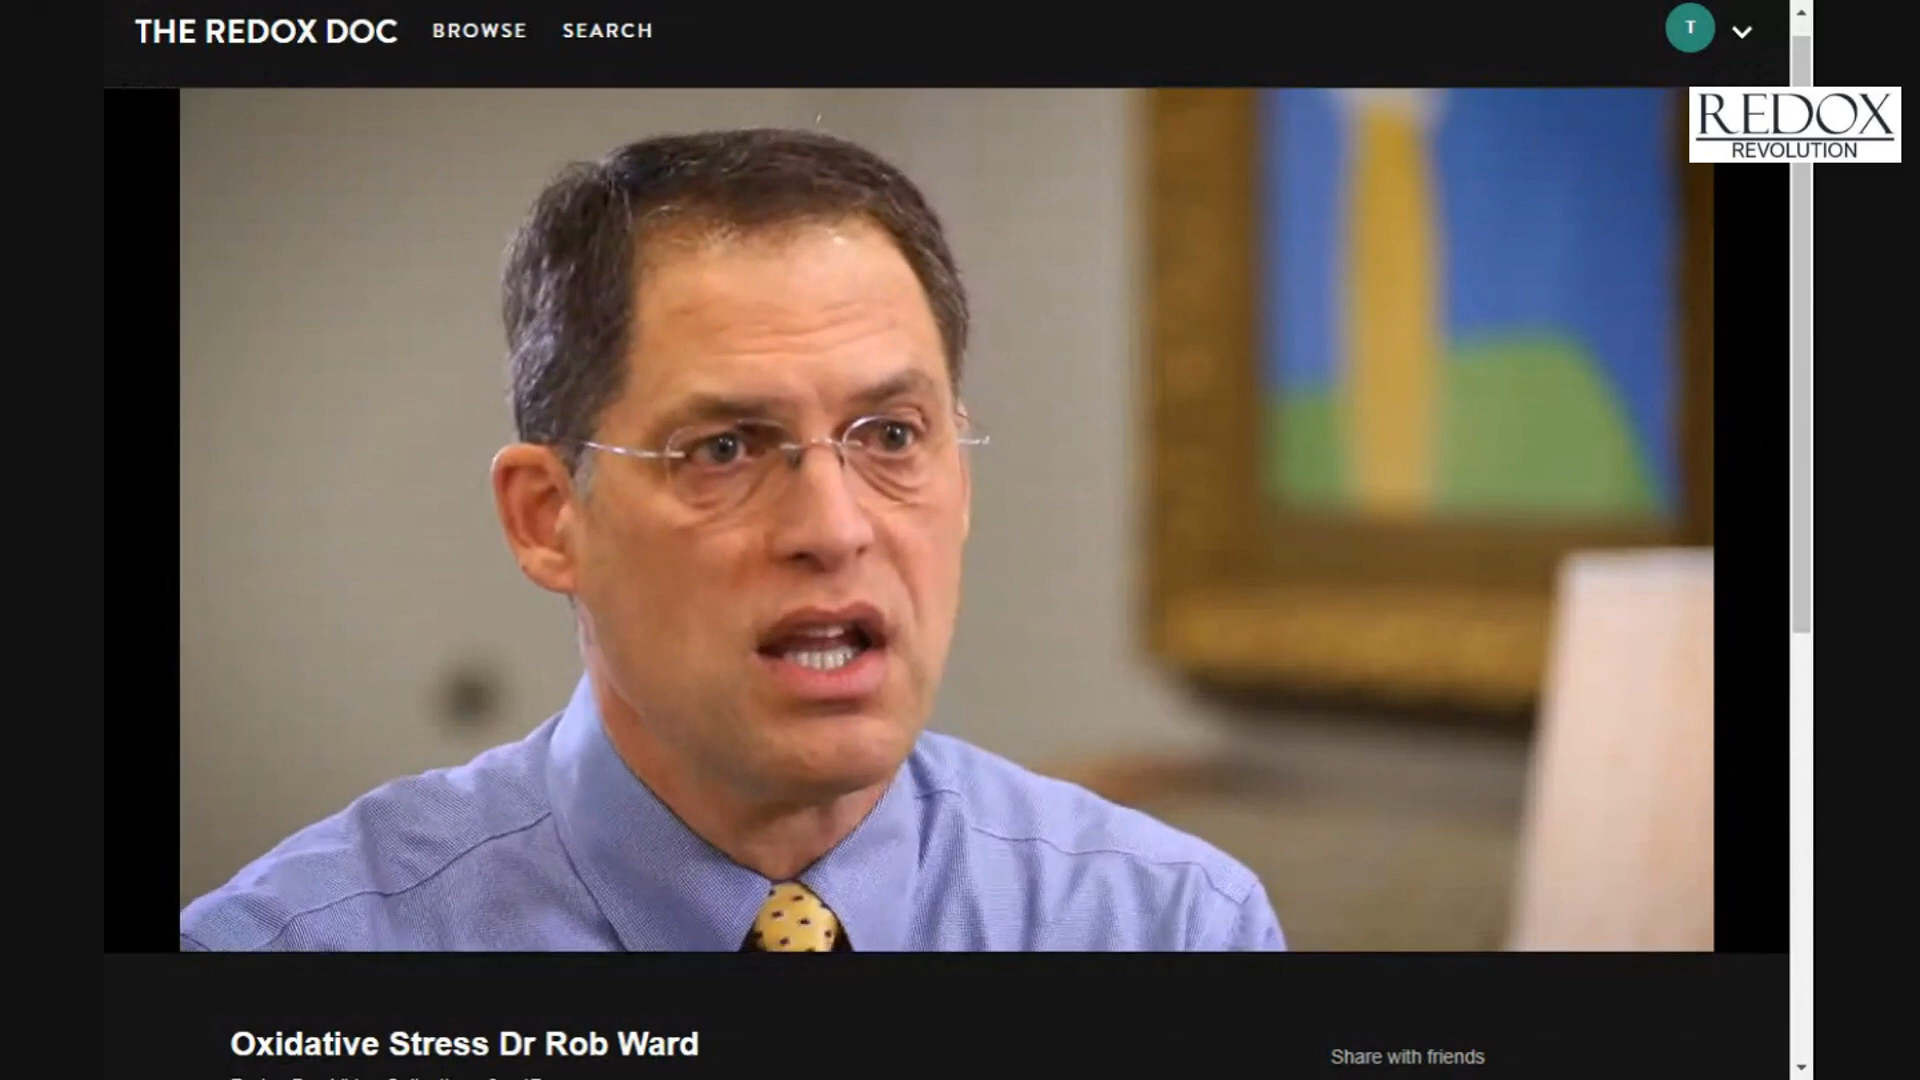 THE REDOX DOC BROWSE SEARCH T
REDOX
REVOLUTION
Oxidative Stress Dr Rob Ward
Share with friends